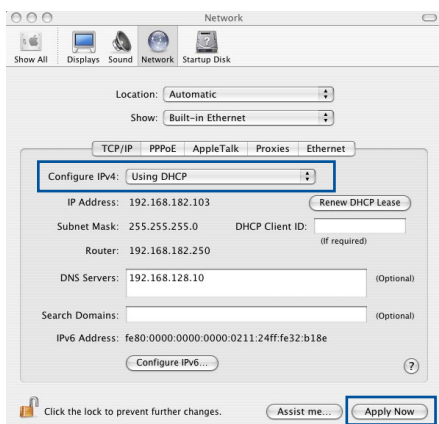 Network
Show All Displays Sound Network Startup Disk
Location: Automatic
Show: Built-in Ethernet
TCP/IP PPPoE AppleTalk Proxies Ethernet
Configure IPv4: Using DHCP
IP Address: 192.168.182.103 Renew DHCP Lease
Subnet Mask: 255.255.255.0 DHCP Client ID:
(If required)
Router: 192.168.182.250
DNS Servers: 192.168.128.10 (Optional)
Search Domains: (Optional)
IPv6 Address: fe80:0000:0000:0000:0211:24ff:fe32:b18e
Configure IPv6...
?
Click the lock to prevent further changes. Assist me... Apply Now